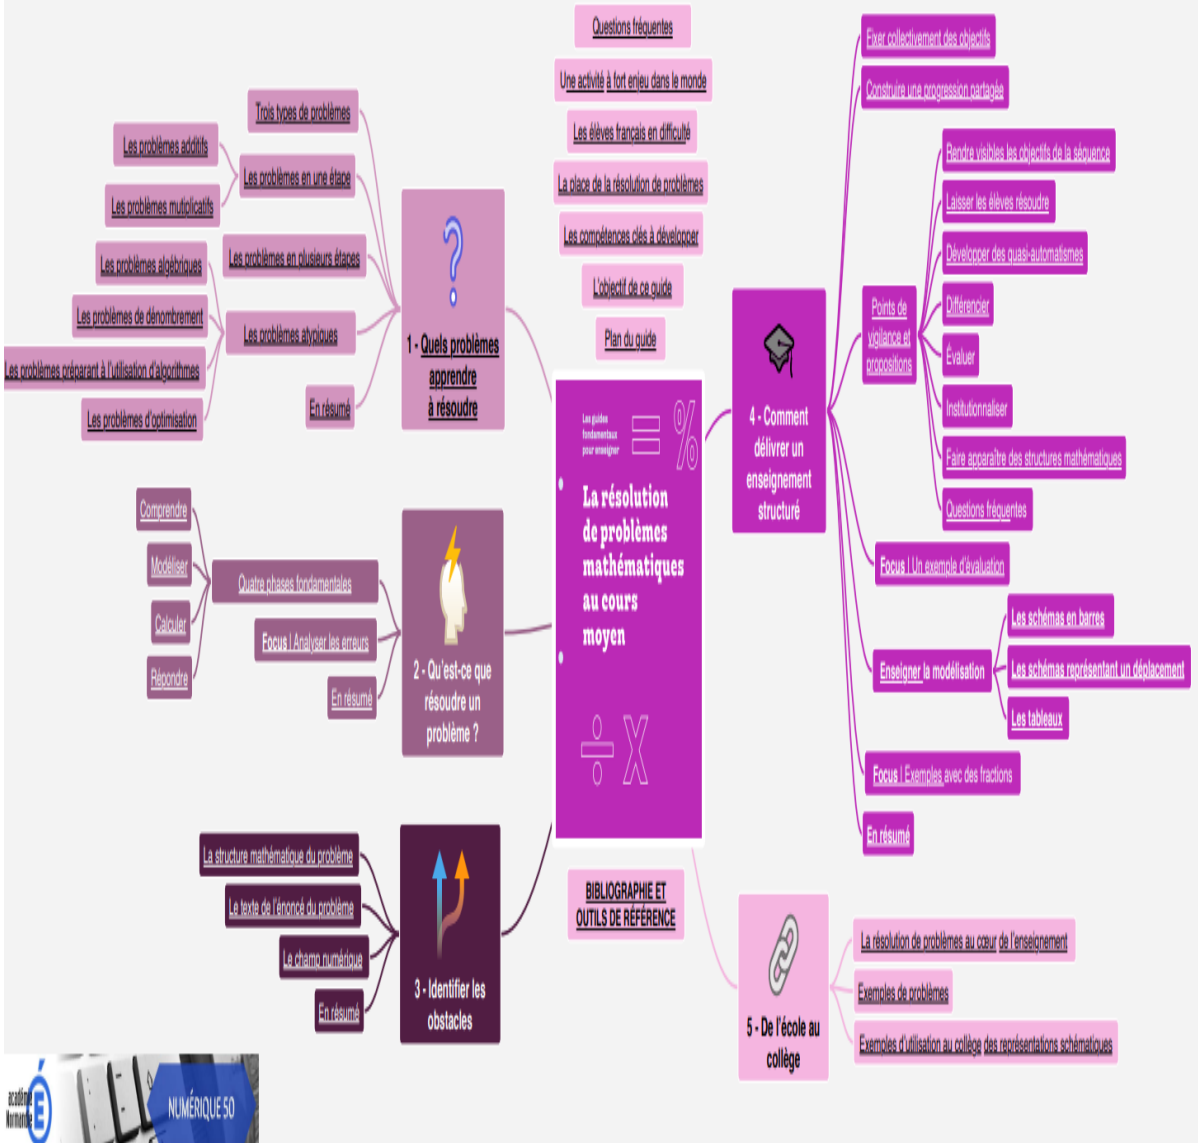 Questions fréquentes
Une activité à fort enjeu dans le monde
Les élèves français en difficulté
La place de la résolution de problèmes
Les compétences clés à développer
L'objectif de ce guide
Plan du guide
Les guides
fondamentaux
pour enseigner
= %
La résolution
de problèmes
mathématiques
au cours
moyen
÷ X
BIBLIOGRAPHIE ET
OUTILS DE RÉFÉRENCE
1 - Quels problèmes
apprendre
à résoudre
Trois types de problèmes
Les problèmes en une étape
Les problèmes additifs
Les problèmes mutiplicatifs
Les problèmes en plusieurs étapes
Les problèmes atypiques
Les problèmes algébriques
Les problèmes de dénombrement
Les problèmes préparant à l'utilisation d'algorithmes
Les problèmes d'optimisation
En résumé
2 - Qu'est-ce que
résoudre un
problème ?
Quatre phases fondamentales
Comprendre
Modéliser
Calculer
Répondre
Focus | Analyser les erreurs
En résumé
3 - Identifier les
obstacles
La structure mathématique du problème
Le texte de l'énoncé du problème
Le champ numérique
En résumé
4 - Comment
délivrer un
enseignement
structuré
Fixer collectivement des objectifs
Construire une progression partagée
Points de
vigilance et
propositions
Rendre visibles les objectifs de la séquence
Laisser les élèves résoudre
Développer des quasi-automatismes
Différencier
Évaluer
Institutionnaliser
Faire apparaître des structures mathématiques
Questions fréquentes
Focus | Un exemple d'évaluation
Enseigner la modélisation
Les schémas en barres
Les schémas représentant un déplacement
Les tableaux
Focus | Exemples avec des fractions
En résumé
5 - De l'école au
collège
La résolution de problèmes au cœur de l'enseignement
Exemples de problèmes
Exemples d'utilisation au collège des représentations schématiques
académie
Normandie
NUMÉRIQUE 50